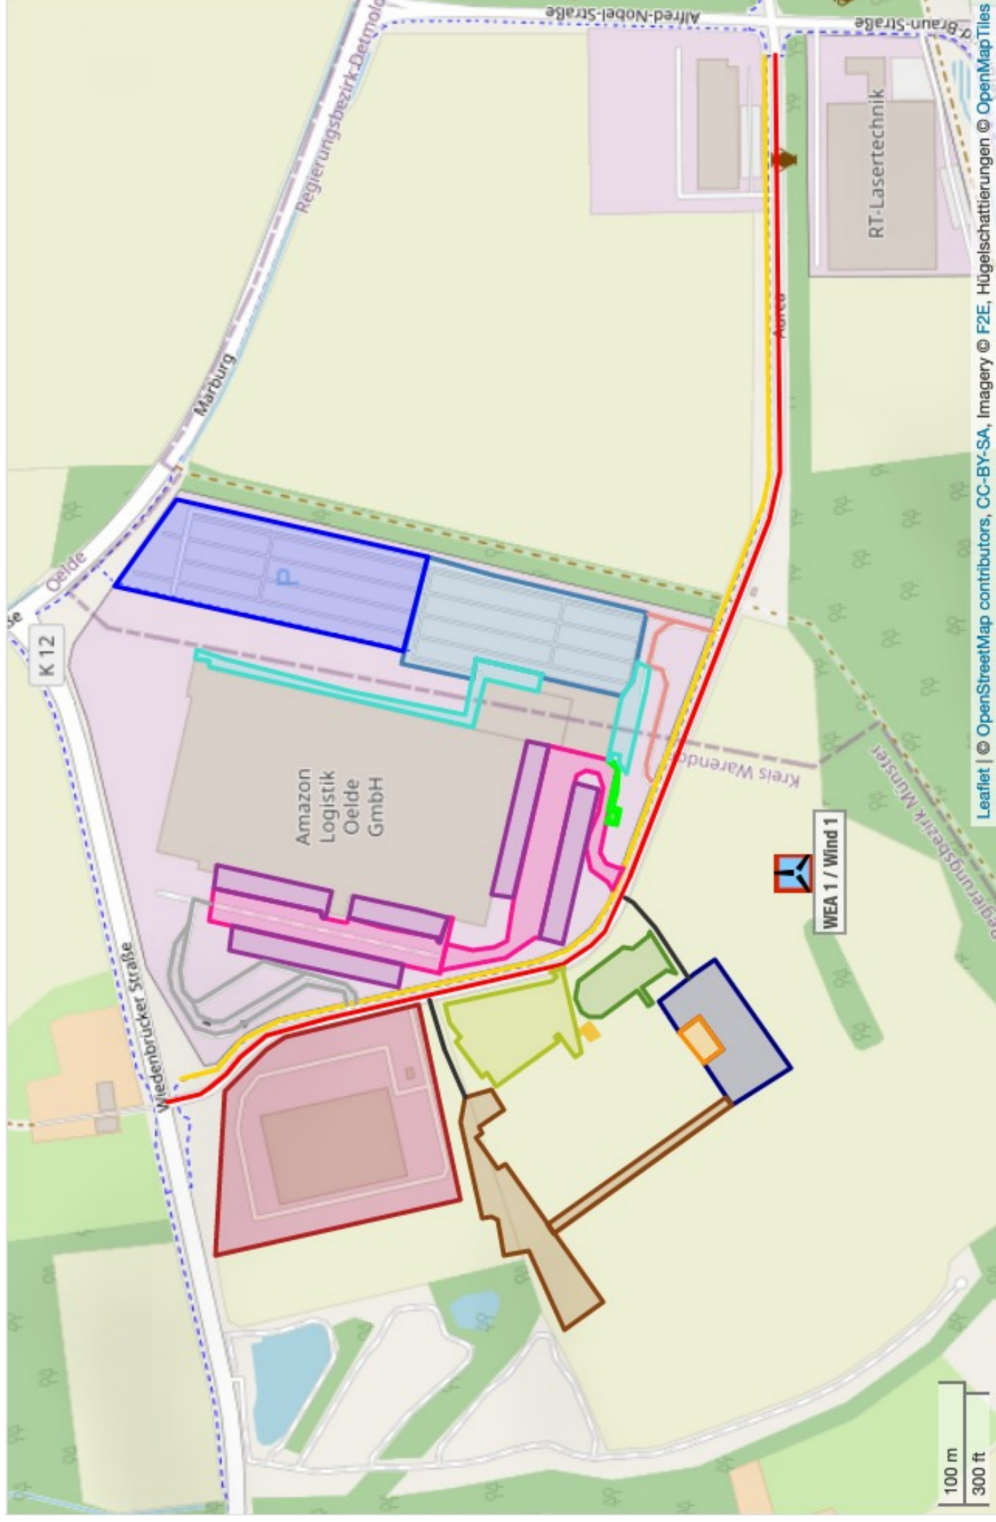 Alfred-Nobel-Straße
d-Braun-Straße
Regierungsbezirk Detmold
RT-Lasertechnik
Marburg
Aurea
Oelde
K 12
P
Amazon
Logistik
Oelde
GmbH
Kreis Warendo
Regierungsbezirk Münster
WEA 1 / Wind 1
Wiedenbrücker Straße
100 m
300 ft
Leaflet | © OpenStreetMap contributors, CC-BY-SA, Imagery © F2E, Hügelschattierungen © OpenMapTiles